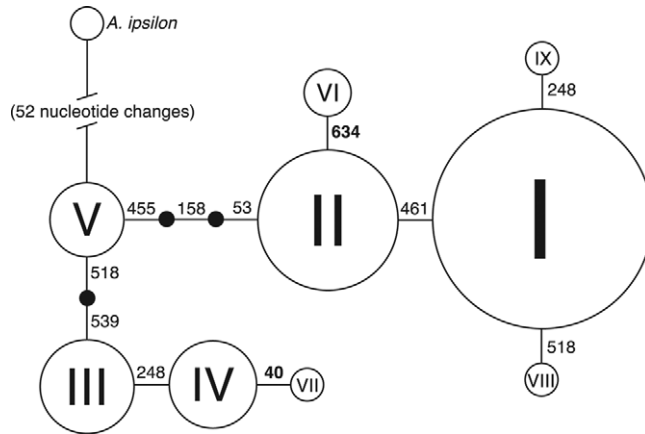 A. ipsilon
IX
248
VI
(52 nucleotide changes)
634
V
455 158 53
II
461
I
518
539
518
III
248
IV
40
VII
VIII